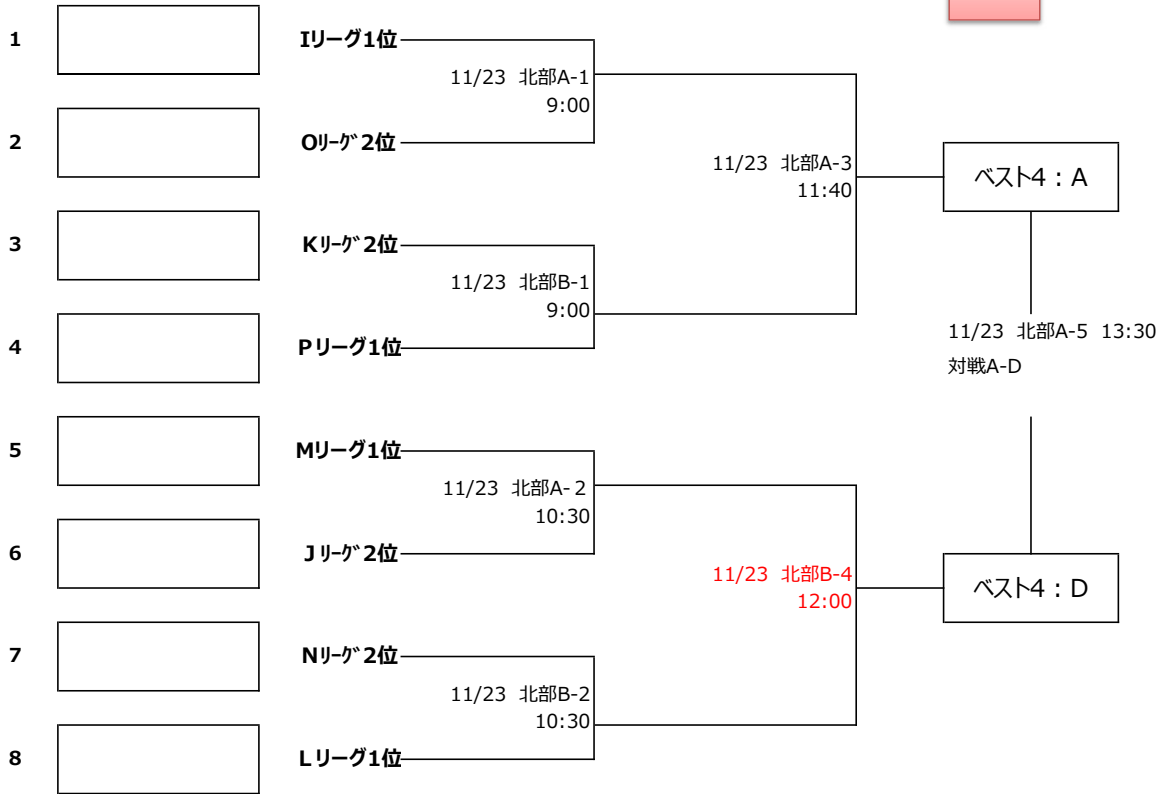 1 Iリーグ1位
11/23 北部A-1
9:00
2 Oﾘｰｸﾞ2位
11/23 北部A-3
11:40
ベスト4：A
3 Kﾘｰｸﾞ2位
11/23 北部B-1
9:00
4 Pリーグ1位
11/23 北部A-5 13:30
対戦A-D
5 Mリーグ1位
11/23 北部A-２
10:30
6 Jﾘｰｸﾞ2位
11/23 北部B-4
12:00
ベスト4：D
7 Nﾘｰｸﾞ2位
11/23 北部B-2
10:30
8 Lリーグ1位